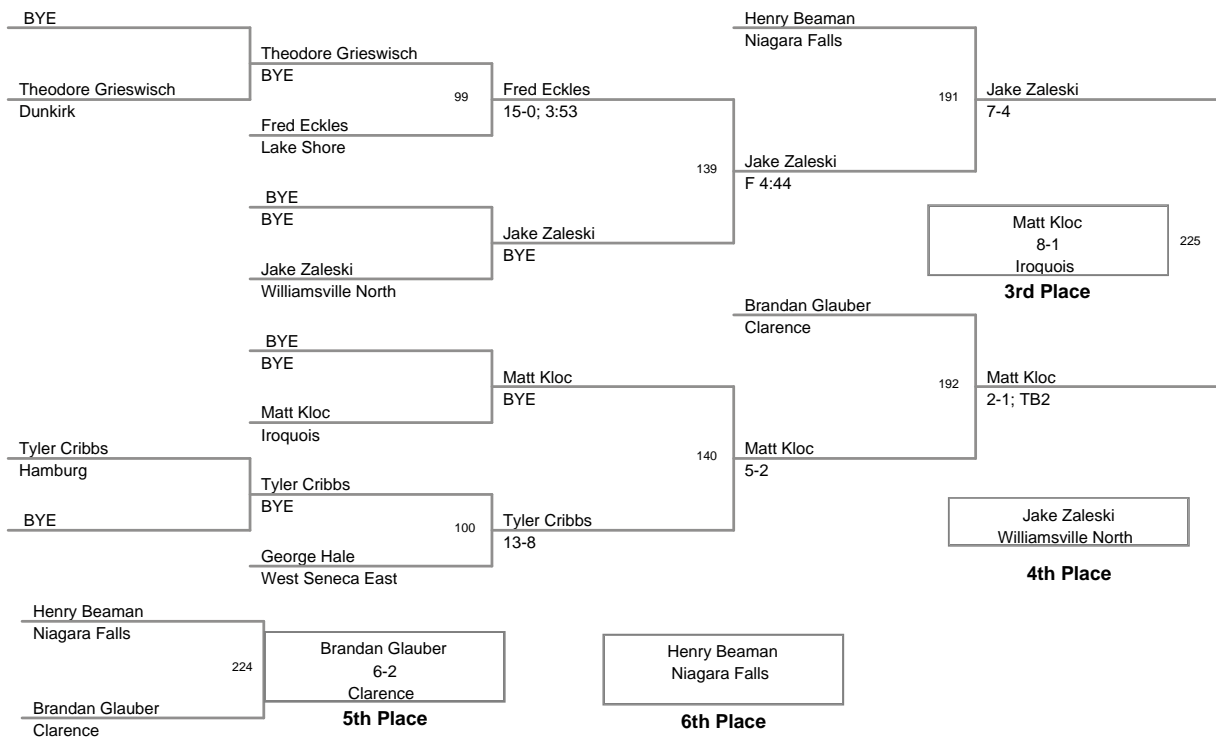 BYE
Theodore Grieswisch
Dunkirk
Theodore Grieswisch
BYE
99
Fred Eckles
Lake Shore
Fred Eckles
15-0; 3:53
BYE
BYE
Jake Zaleski
Williamsville North
Jake Zaleski
BYE
139
Jake Zaleski
F 4:44
Henry Beaman
Niagara Falls
191
Jake Zaleski
7-4
Matt Kloc
8-1
Iroquois
225
3rd Place
BYE
BYE
Matt Kloc
Iroquois
Matt Kloc
BYE
Tyler Cribbs
Hamburg
BYE
Tyler Cribbs
BYE
100
George Hale
West Seneca East
Tyler Cribbs
13-8
140
Matt Kloc
5-2
Brandan Glauber
Clarence
192
Matt Kloc
2-1; TB2
Jake Zaleski
Williamsville North
4th Place
Henry Beaman
Niagara Falls
224
Brandan Glauber
Clarence
Brandan Glauber
6-2
Clarence
5th Place
Henry Beaman
Niagara Falls
6th Place